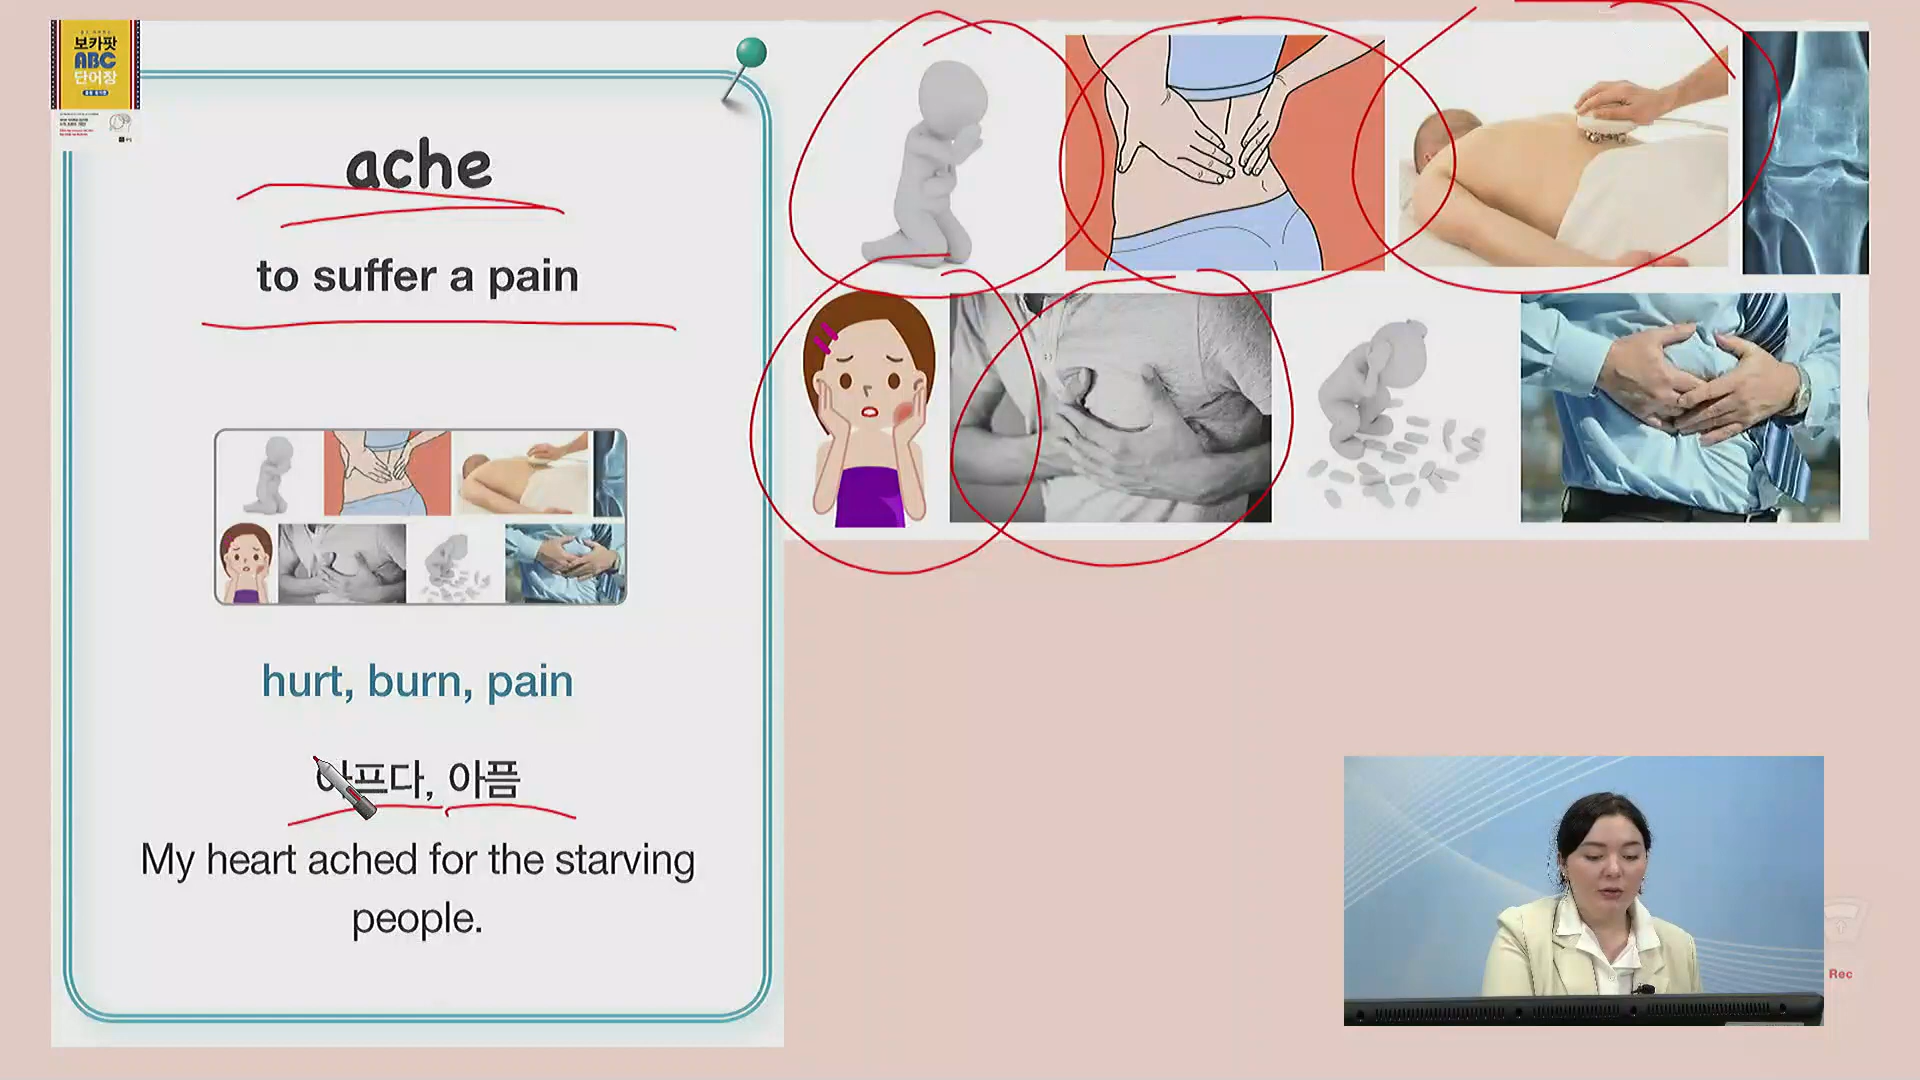 보카팟
ABC
단어장
ache
to suffer a pain
hurt, burn, pain
아프다, 아픔
My heart ached for the starving
people.
Rec